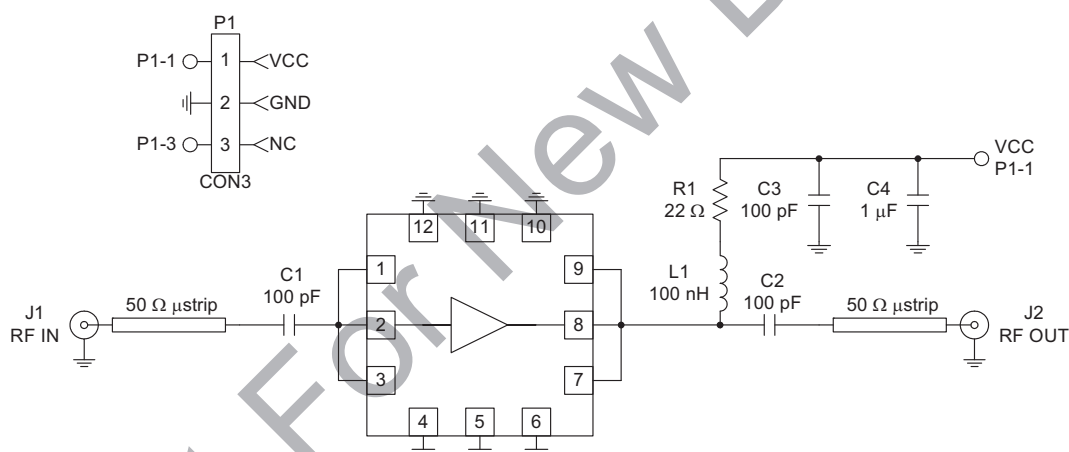 P1
P1-1
1
VCC
2
GND
P1-3
3
NC
CON3
VCC
P1-1
R1
22 Ω
C3
100 pF
C4
1 μF
12
11
10
L1
100 nH
C2
100 pF
J1
RF IN
50 Ω μstrip
C1
100 pF
1
2
3
9
8
7
50 Ω μstrip
J2
RF OUT
4
5
6
For New